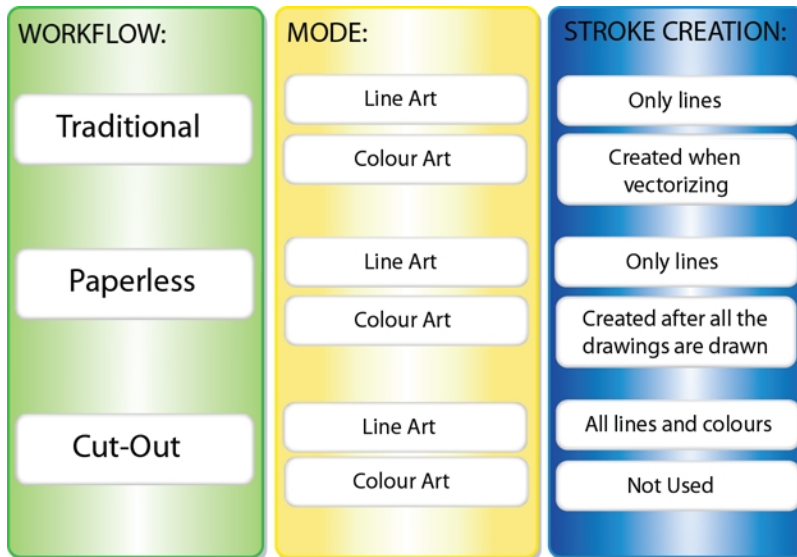 WORKFLOW:
MODE:
STROKE CREATION:
Traditional
Line Art
Only lines
Colour Art
Created when
vectorizing
Paperless
Line Art
Only lines
Colour Art
Created after all the
drawings are drawn
Cut-Out
Line Art
All lines and colours
Colour Art
Not Used